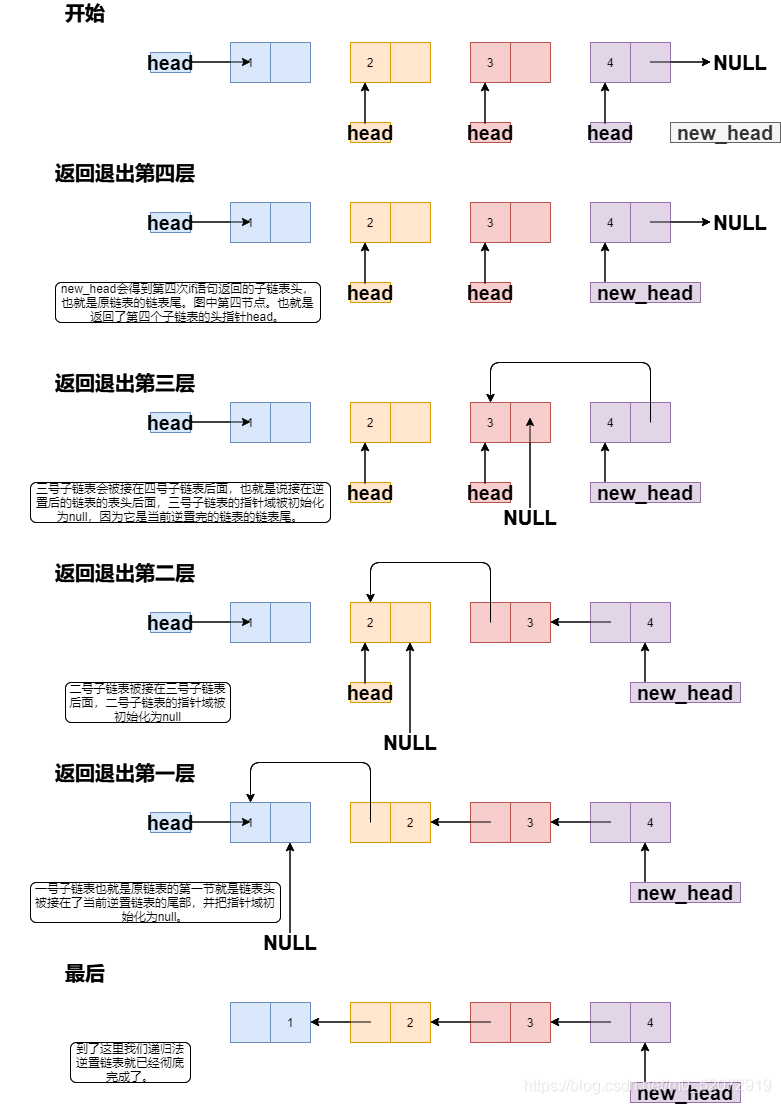 开始
head 1 2 3 4 NULL
head head head new_head
返回退出第四层
head 1 2 3 4 NULL
new_head会得到第四次if语句返回的子链表头，
也就是原链表的链表尾。图中第四节点。也就是
返回了第四个子链表的头指针head。
head head new_head
返回退出第三层
head 1 2 3 4
三号子链表会被接在四号子链表后面，也就是说接在逆
置后的链表的表头后面，三号子链表的指针域被初始化
为null，因为它是当前逆置完的链表的链表尾。
head head new_head
NULL
返回退出第二层
head 1 2 3 4
二号子链表被接在三号子链表
后面，二号子链表的指针域被
初始化为null
head new_head
NULL
返回退出第一层
head 1 2 3 4
一号子链表也就是原链表的第一节就是链表头
被接在了当前逆置链表的尾部，并把指针域初
始化为null。
new_head
NULL
最后
1 2 3 4
到了这里我们递归法
逆置链表就已经彻底
完成了。
new_head